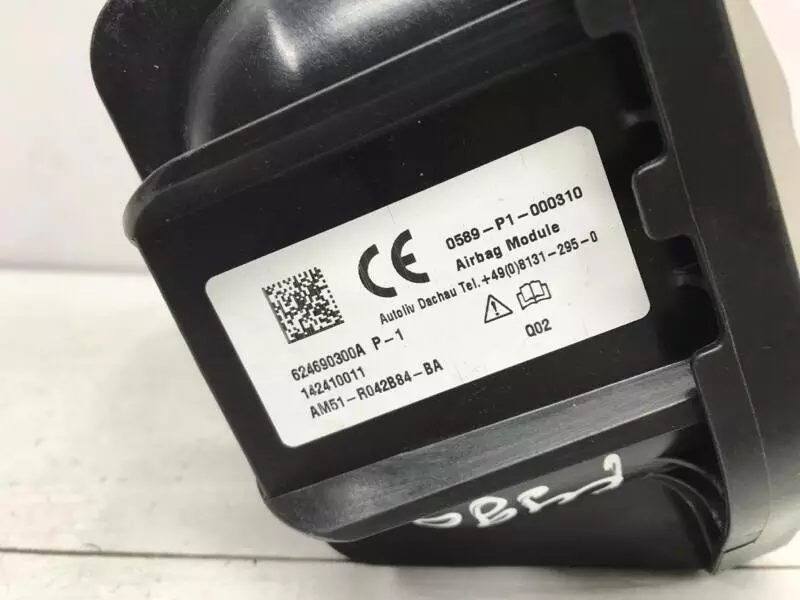 CE
0589-P1-000310
Airbag Module
Autoliv Dachau Tel.+49(0)8131-295-0
Q02
624690300A P-1
142410011
AM51-R042B84-BA